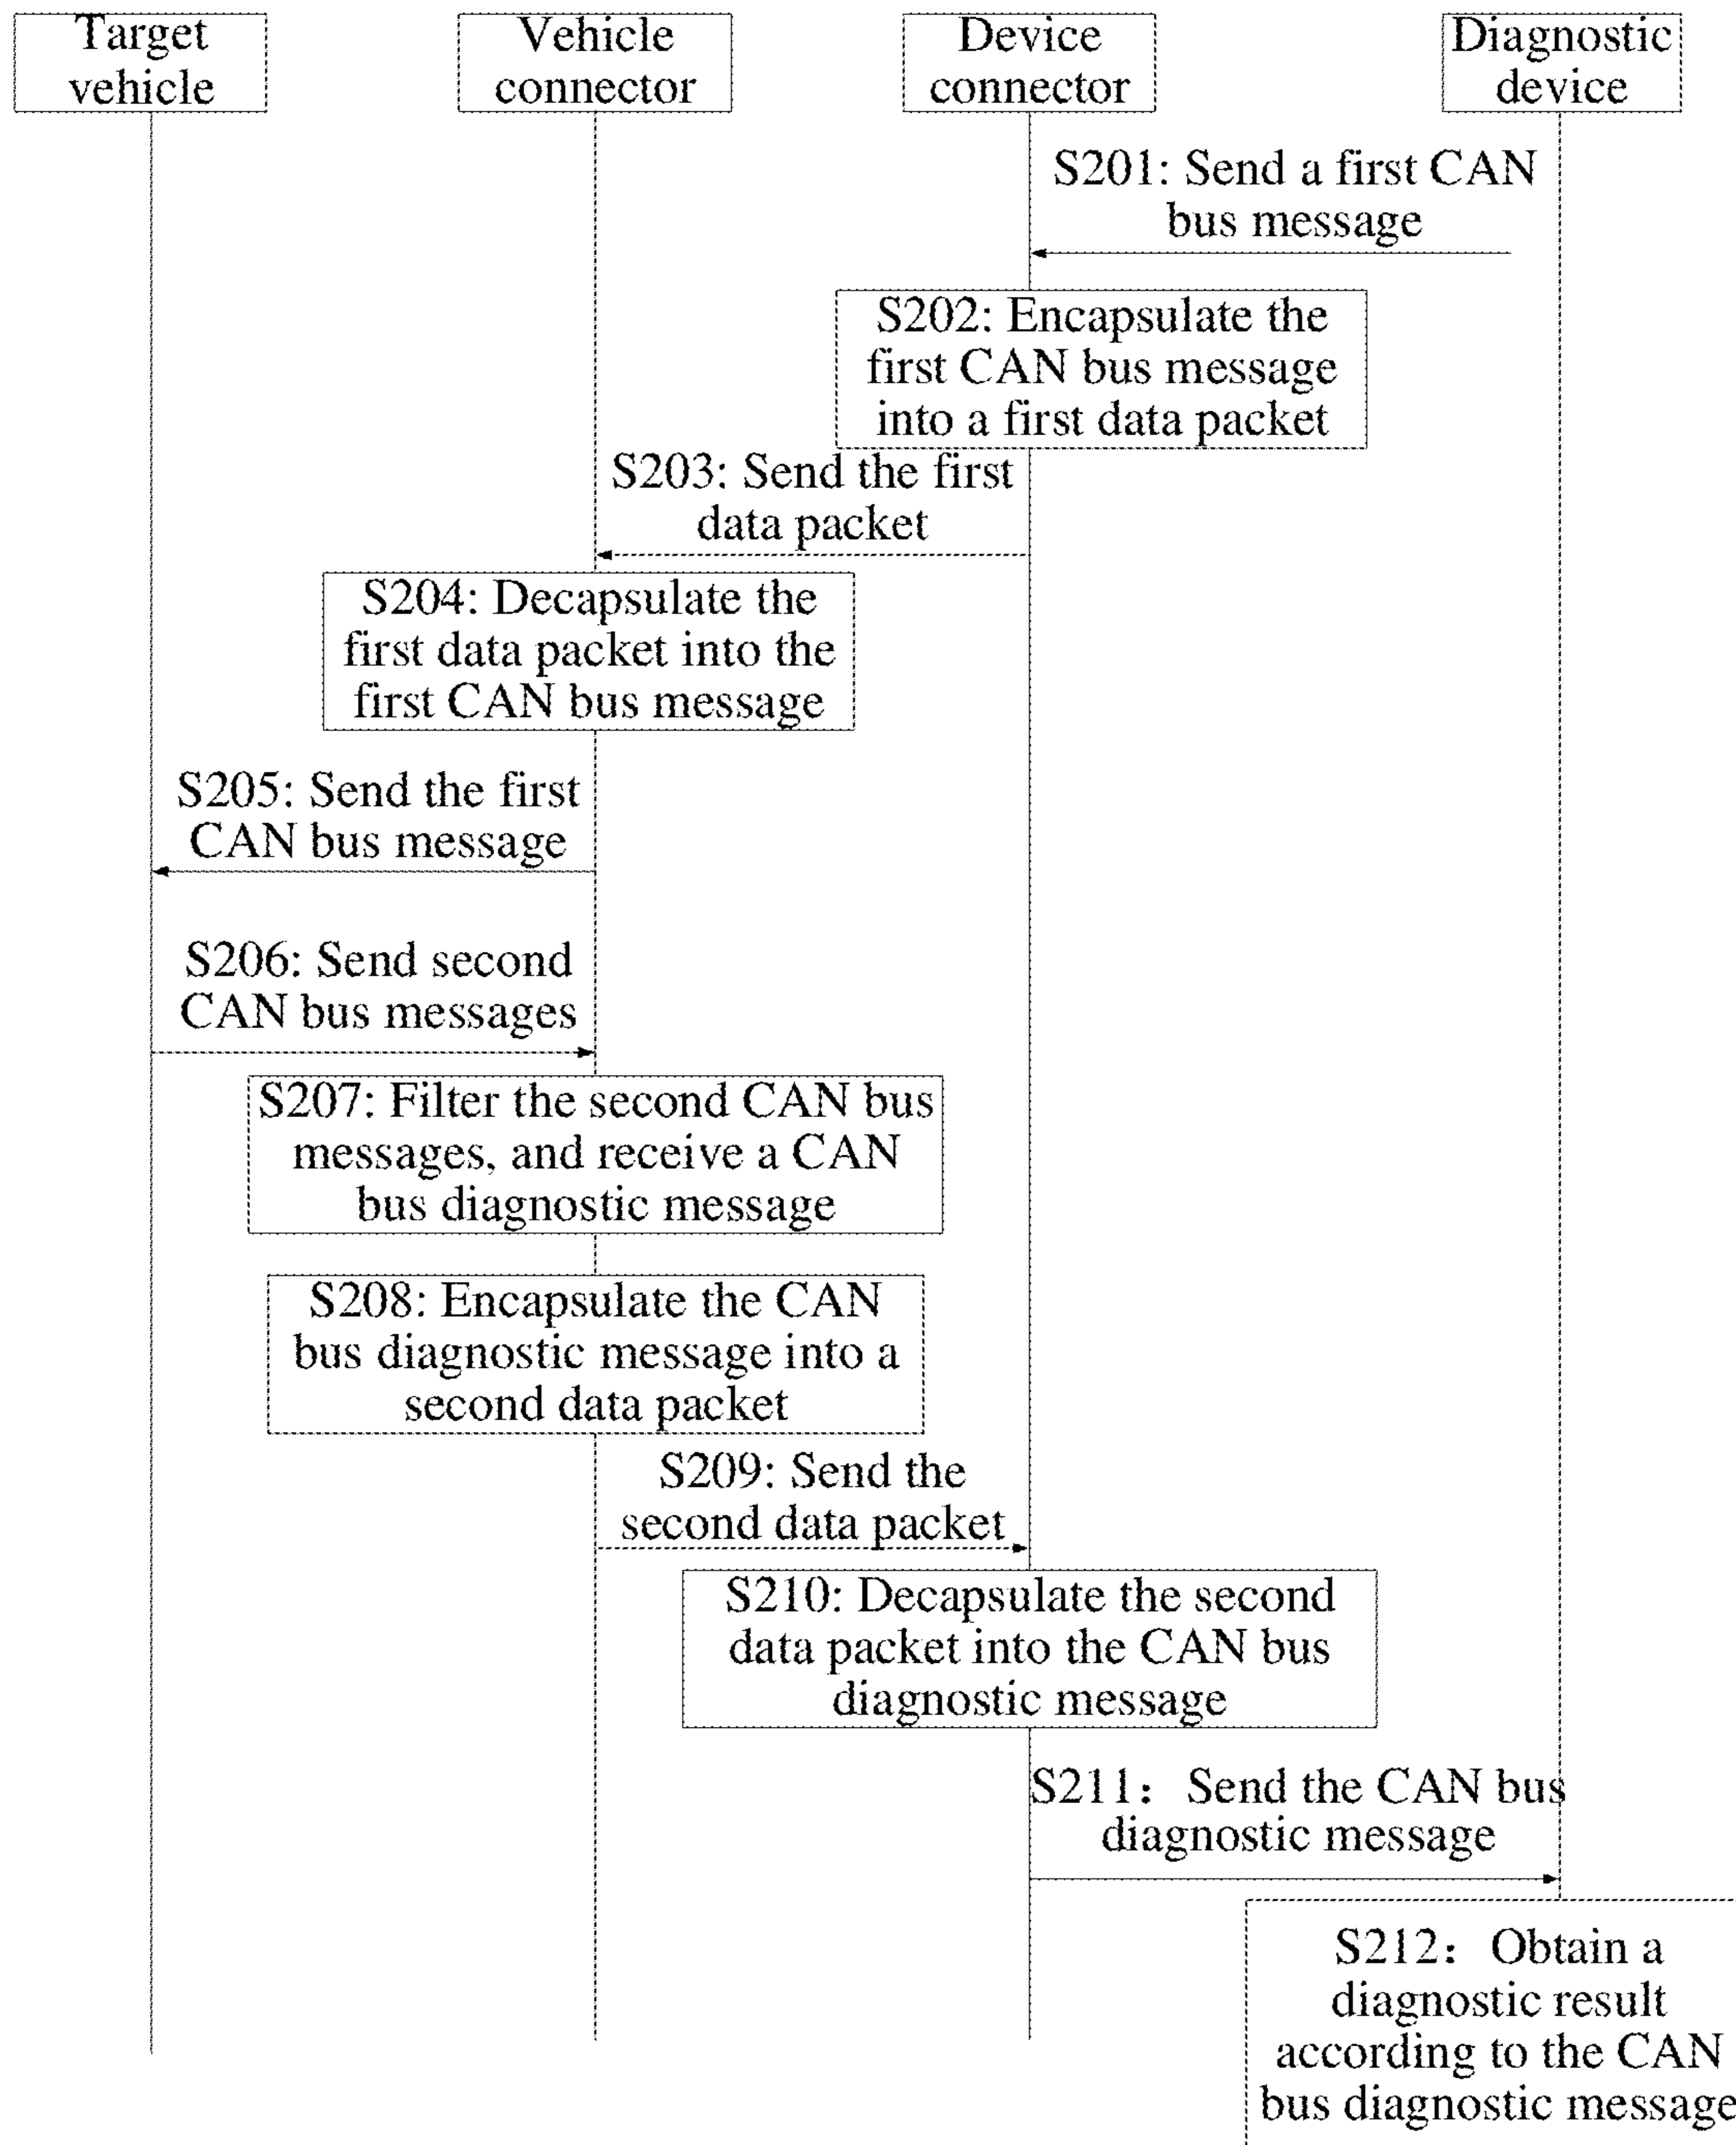 Target
vehicle
Vehicle
connector
Device
connector
Diagnostic
device
S201: Send a first CAN
bus message
S202: Encapsulate the
first CAN bus message
into a first data packet
S203: Send the first
data packet
S204: Decapsulate the
first data packet into the
first CAN bus message
S205: Send the first
CAN bus message
S206: Send second
CAN bus messages
S207: Filter the second CAN bus
messages, and receive a CAN
bus diagnostic message
S208: Encapsulate the CAN
bus diagnostic message into a
second data packet
S209: Send the
second data packet
S210: Decapsulate the second
data packet into the CAN bus
diagnostic message
S211： Send the CAN bus
diagnostic message
S212： Obtain a
diagnostic result
according to the CAN
bus diagnostic message